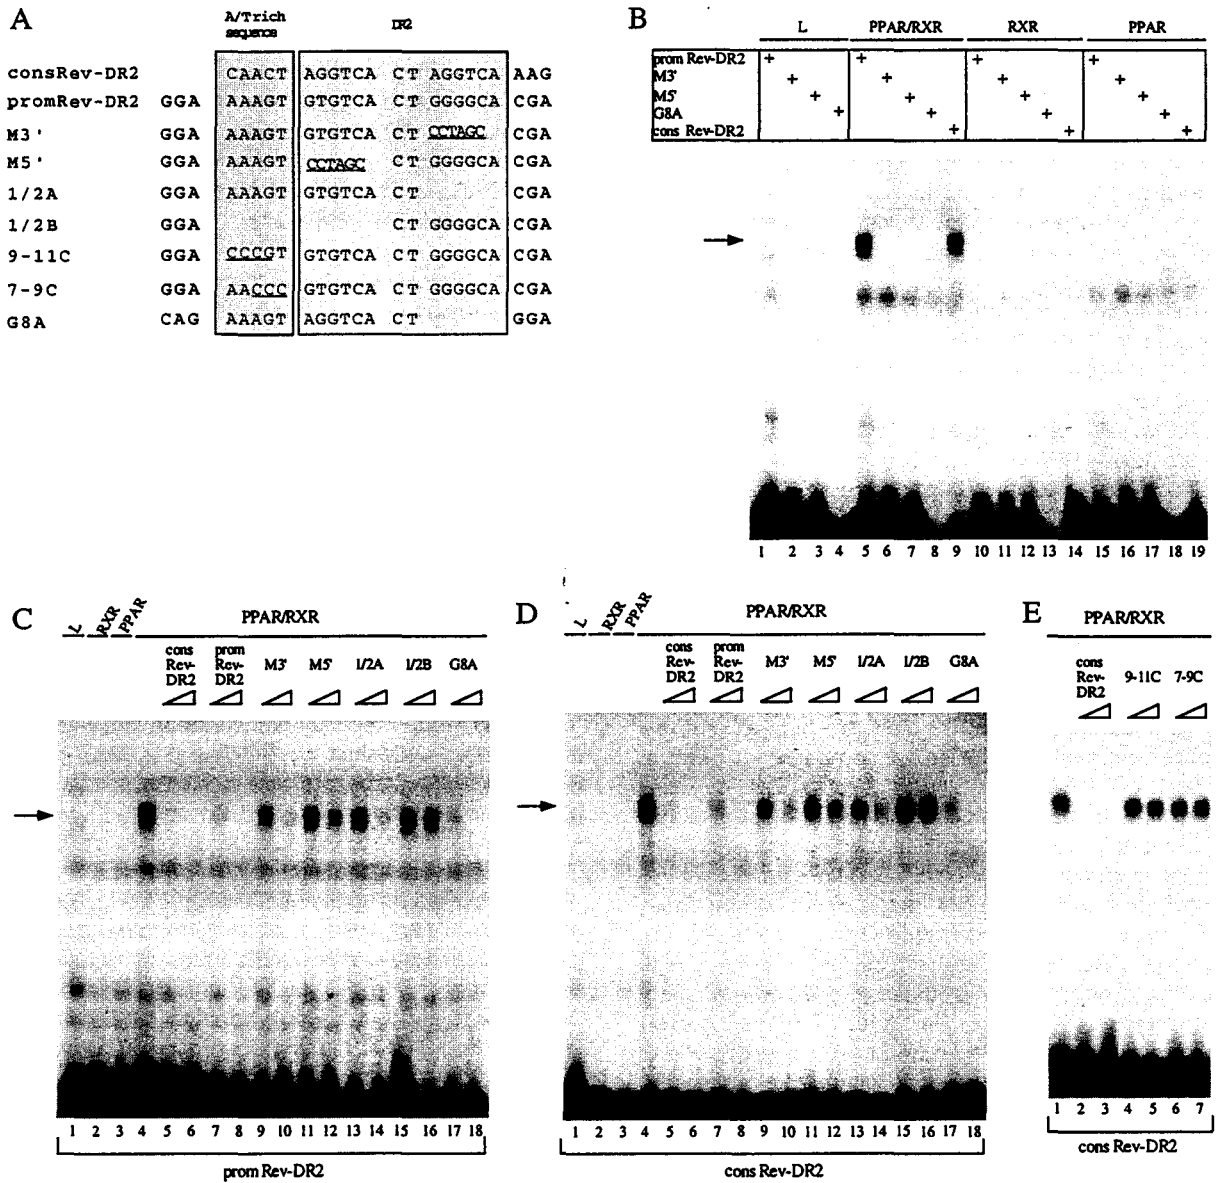 A
A/Trich
sequence
DR2
consRev-DR2 CAACT AGGTCA CT AGGTCA AAG
promRev-DR2 GGA AAAGT GTGTCA CT GGGGCA CGA
M3' GGA AAAGT GTGTCA CT CCTAGC CGA
M5' GGA AAAGT CCTAGC CT GGGGCA CGA
1/2A GGA AAAGT GTGTCA CT CGA
1/2B GGA CT GGGGCA CGA
9-11C GGA CCCGT GTGTCA CT GGGGCA CGA
7-9C GGA AACCC GTGTCA CT GGGGCA CGA
G8A CAG AAAGT AGGTCA CT GGA
B
L PPAR/RXR RXR PPAR
prom Rev-DR2 + + + +
M3' + + + +
M5' + + + +
G8A + + + +
cons Rev-DR2 + + +
1 2 3 4 5 6 7 8 9 10 11 12 13 14 15 16 17 18 19
C
L RXR PPAR PPAR/RXR
cons Rev-DR2 prom Rev-DR2 M3' M5' 1/2A 1/2B G8A
1 2 3 4 5 6 7 8 9 10 11 12 13 14 15 16 17 18
prom Rev-DR2
D
L RXR PPAR PPAR/RXR
cons Rev-DR2 prom Rev-DR2 M3' M5' 1/2A 1/2B G8A
1 2 3 4 5 6 7 8 9 10 11 12 13 14 15 16 17 18
cons Rev-DR2
E
PPAR/RXR
cons Rev-DR2 9-11C 7-9C
1 2 3 4 5 6 7
cons Rev-DR2